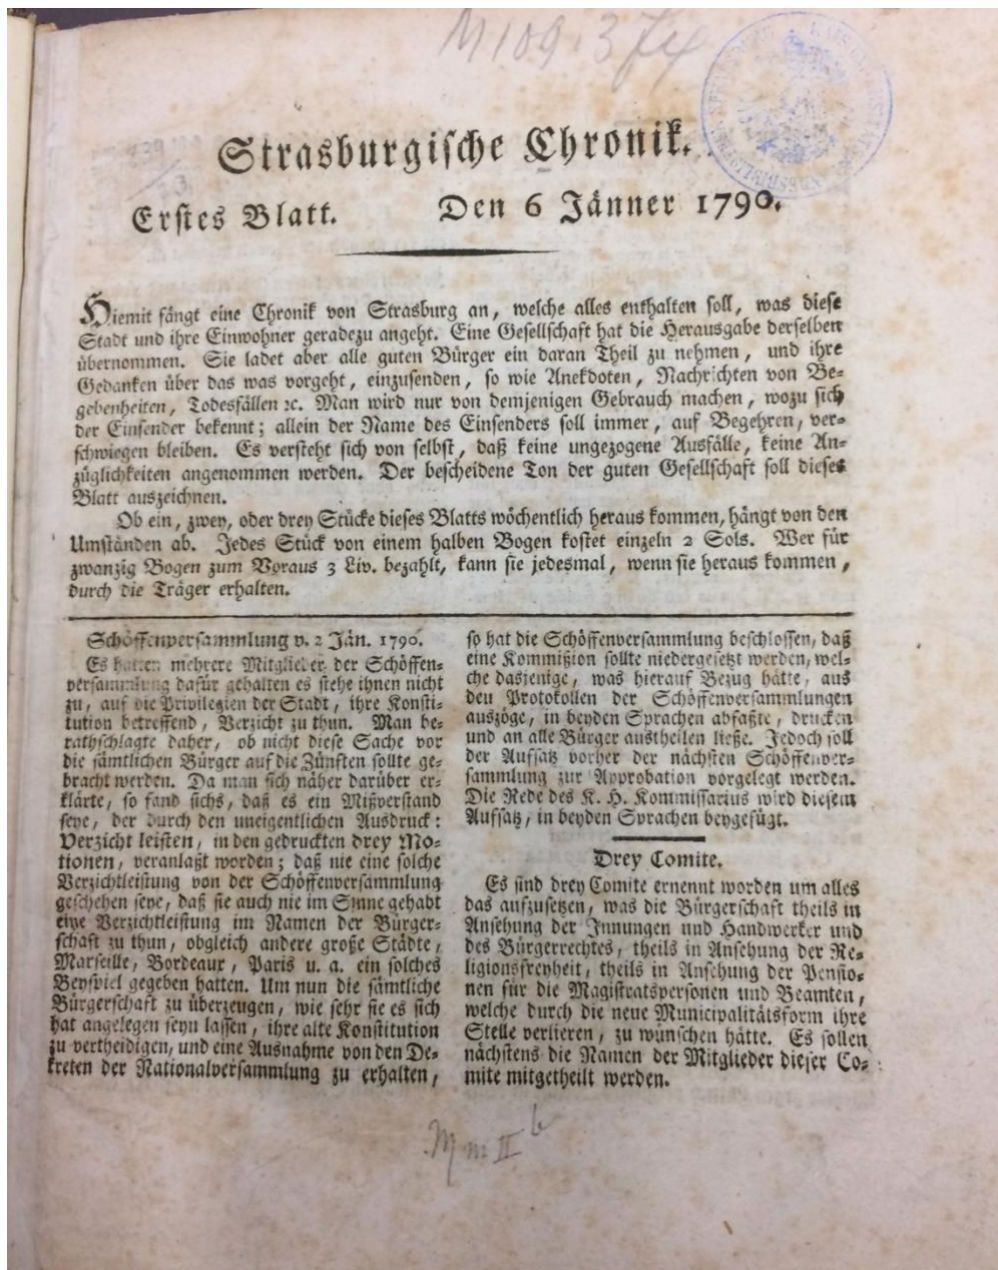 M 109.374
Strasburgische Chronik.
Erstes Blatt. Den 6 Jänner 1790.
Hiemit fängt eine Chronik von Strasburg an, welche alles enthalten soll, was diese
Stadt und ihre Einwohner geradezu angeht. Eine Gesellschaft hat die Herausgabe derselben
übernommen. Sie ladet aber alle guten Bürger ein daran Theil zu nehmen, und ihre
Gedanken über das was vorgeht, einzusenden, so wie Anekdoten, Nachrichten von Be-
gebenheiten, Todesfällen ꝛc. Man wird nur von demjenigen Gebrauch machen, wozu sich
der Einsender bekennt; allein der Name des Einsenders soll immer, auf Begehren, ver-
schwiegen bleiben. Es versteht sich von selbst, daß keine ungezogene Ausfälle, keine An-
züglichkeiten angenommen werden. Der bescheidene Ton der guten Gesellschaft soll dieses
Blatt auszeichnen.
Ob ein, zwey, oder drey Stücke dieses Blatts wöchentlich heraus kommen, hängt von den
Umständen ab. Jedes Stück von einem halben Bogen kostet einzeln 2 Sols. Wer für
zwanzig Bogen zum Voraus 3 Liv. bezahlt, kann sie jedesmal, wenn sie heraus kommen,
durch die Träger erhalten.
Schöffenversammlung v. 2 Jän. 1790.
Es hatten mehrere Mitglieder der Schöffen-
versammlung dafür gehalten es stehe ihnen nicht
zu, auf die Privilegien der Stadt, ihre Konsti-
tution betreffend, Verzicht zu thun. Man be-
rathschlagte daher, ob nicht diese Sache vor
die sämtlichen Bürger auf die Zünften sollte ge-
bracht werden. Da man sich näher darüber er-
klärte, so fand sichs, daß es ein Mißverstand
seye, der durch den uneigentlichen Ausdruck:
Verzicht leisten, in den gedruckten drey Mo-
tionen, veranlaßt worden; daß nie eine solche
Verzichtleistung von der Schöffenversammlung
geschehen seye, daß sie auch nie im Sinne gehabt
eine Verzichtleistung im Namen der Bürger-
schaft zu thun, obgleich andere große Städte,
Marseille, Bordeaux, Paris u. a. ein solches
Beyspiel gegeben hatten. Um nun die sämtliche
Bürgerschaft zu überzeugen, wie sehr sie es sich
hat angelegen seyn lassen, ihre alte Konstitution
zu vertheidigen, und eine Ausnahme von den De-
kreten der Nationalversammlung zu erhalten,
so hat die Schöffenversammlung beschlossen, daß
eine Kommißion sollte niedergesetzt werden, wel-
che dasjenige, was hierauf Bezug hätte, aus
den Protokollen der Schöffenversammlungen
auszöge, in beyden Sprachen abfaßte, drucken
und an alle Bürger austheilen ließe. Jedoch soll
der Aufsatz vorher der nächsten Schöffenver-
sammlung zur Approbation vorgelegt werden.
Die Rede des K. H. Kommissarius wird diesem
Aufsatz, in beyden Sprachen beygefügt.
Drey Comite.
Es sind drey Comite ernennt worden um alles
das aufzusetzen, was die Bürgerschaft theils in
Ansehung der Innungen und Handwerker und
des Bürgerrechtes, theils in Ansehung der Re-
ligionsfreyheit, theils in Ansehung der Pensio-
nen für die Magistratspersonen und Beamten,
welche durch die neue Municipalitätsform ihre
Stelle verlieren, zu wünschen hätte. Es sollen
nächstens die Namen der Mitglieder dieser Co-
mite mitgetheilt werden.
M m II b